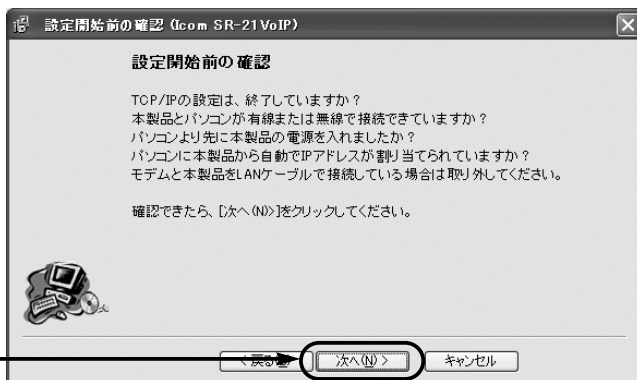 設定開始前の確認 (Icom SR-21VoIP)
設定開始前の確認
TCP/IPの設定は、終了していますか？
本製品とパソコンが有線または無線で接続できていますか？
パソコンより先に本製品の電源を入れましたか？
パソコンに本製品から自動でIPアドレスが割り当てられていますか？
モデムと本製品をLANケーブルで接続している場合は取り外してください。
確認できたら、[次へ(N)>]をクリックしてください。
< 戻る 次へ(N) > キャンセル